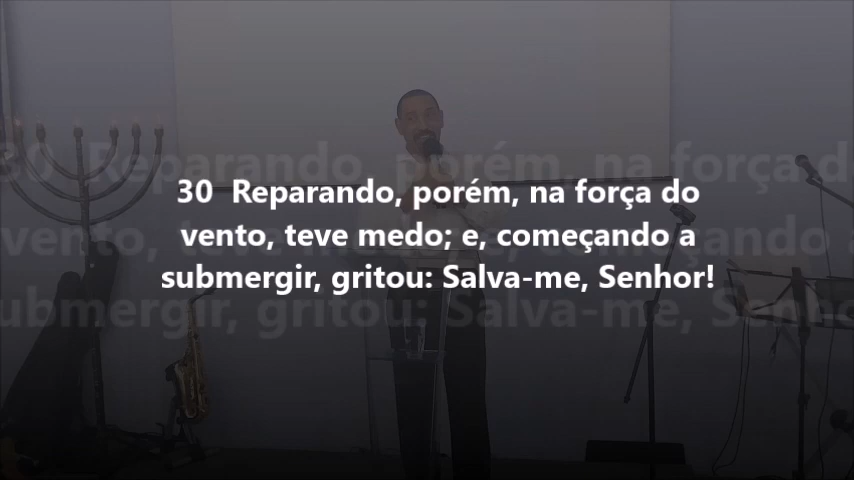 30  Reparando, porém, na força do
vento, teve medo; e, começando a
submergir, gritou: Salva-me, Senhor!